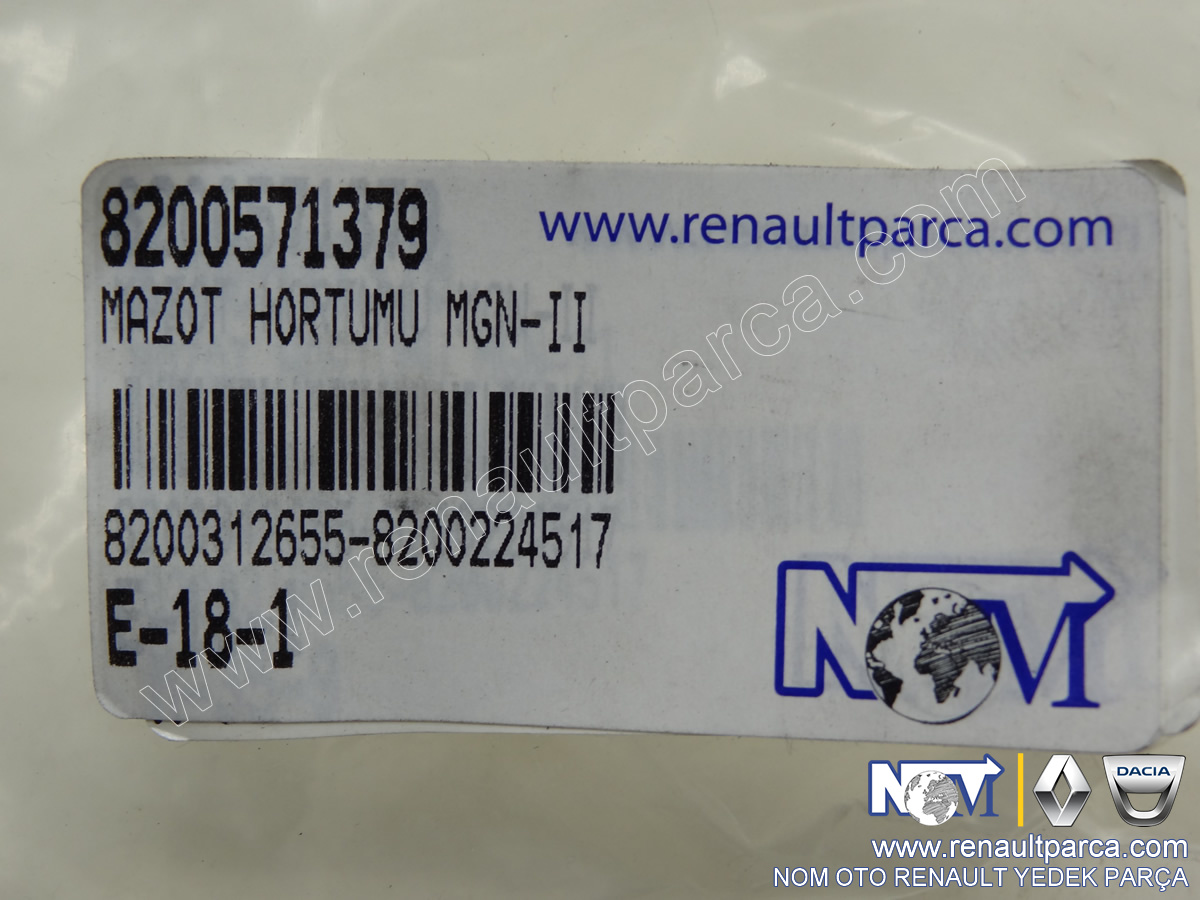 8200571379
www.renaultparca.com
MAZOT HORTUMU MGN-II
8200312655-8200224517
E-18-1
NOM
www.renaultparca.com
NOM
DACIA
www.renaultparca.com
NOM OTO RENAULT YEDEK PARÇA